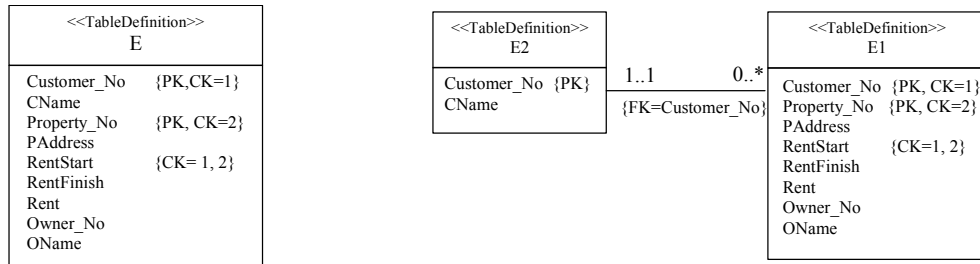 <<TableDefinition>>
E
Customer_No {PK,CK=1}
CName
Property_No {PK, CK=2}
PAddress
RentStart {CK= 1, 2}
RentFinish
Rent
Owner_No
OName
<<TableDefinition>>
E2
Customer_No {PK}
CName
1..1 0..*
{FK=Customer_No}
<<TableDefinition>>
E1
Customer_No {PK, CK=1}
Property_No {PK, CK=2}
PAddress
RentStart {CK=1, 2}
RentFinish
Rent
Owner_No
OName